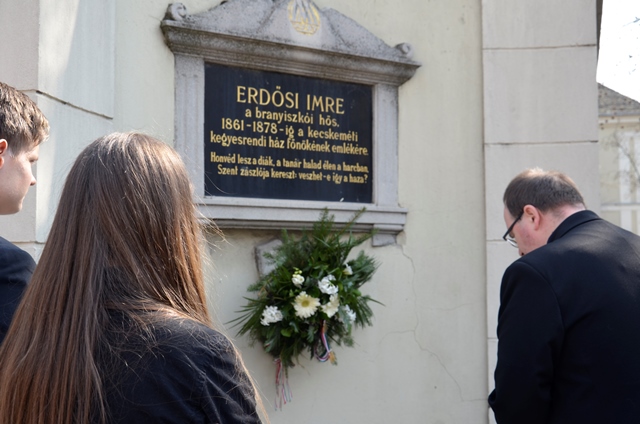 ERDŐSI IMRE
a branyiszkói hős,
1861-1878-ig a kecskeméti
kegyesrendi ház főnökének emlékére
Honvéd lesz a diák, a tanár halad élen a harcban,
Szent zászlója kereszt: veszhet-e így a haza?